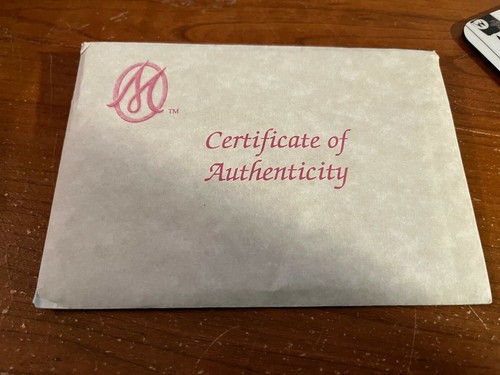 M
TM
Certificate of
Authenticity